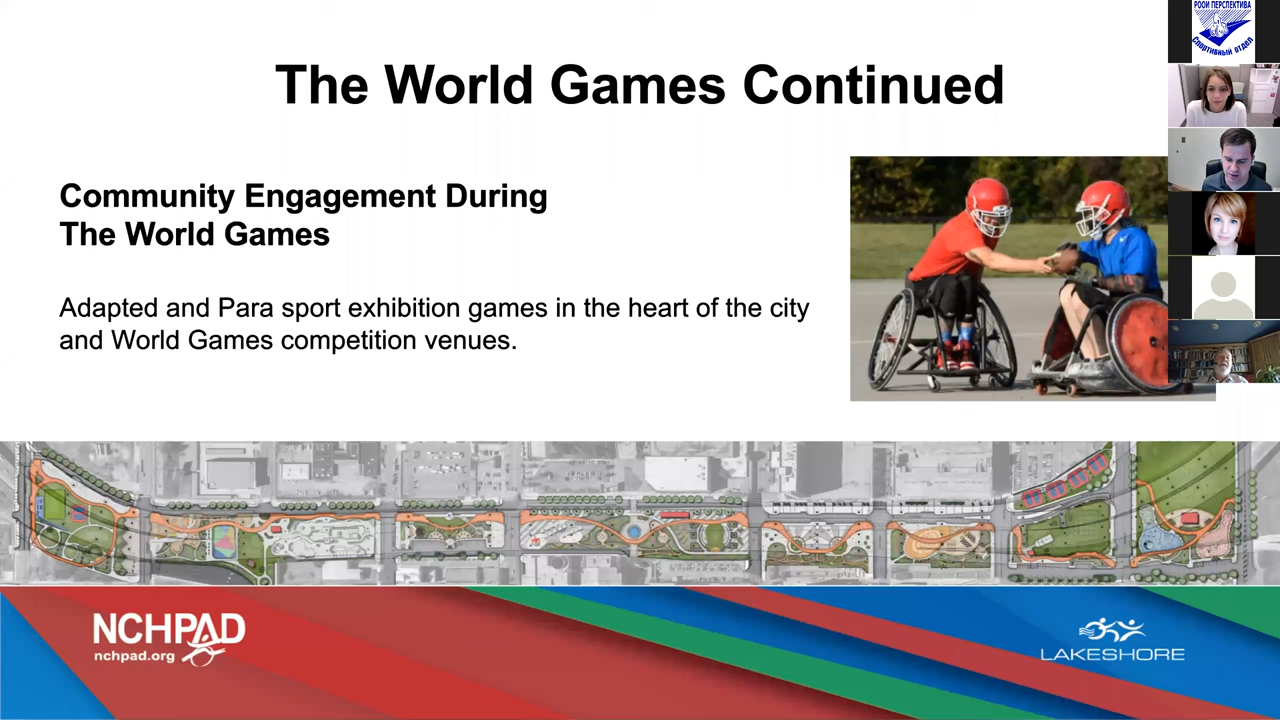 The World Games Continued
Community Engagement During
The World Games
Adapted and Para sport exhibition games in the heart of the city
and World Games competition venues.
NCHPAD
nchpad.org
LAKESHORE
РООИ ПЕРСПЕКТИВА
Спортивный отдел